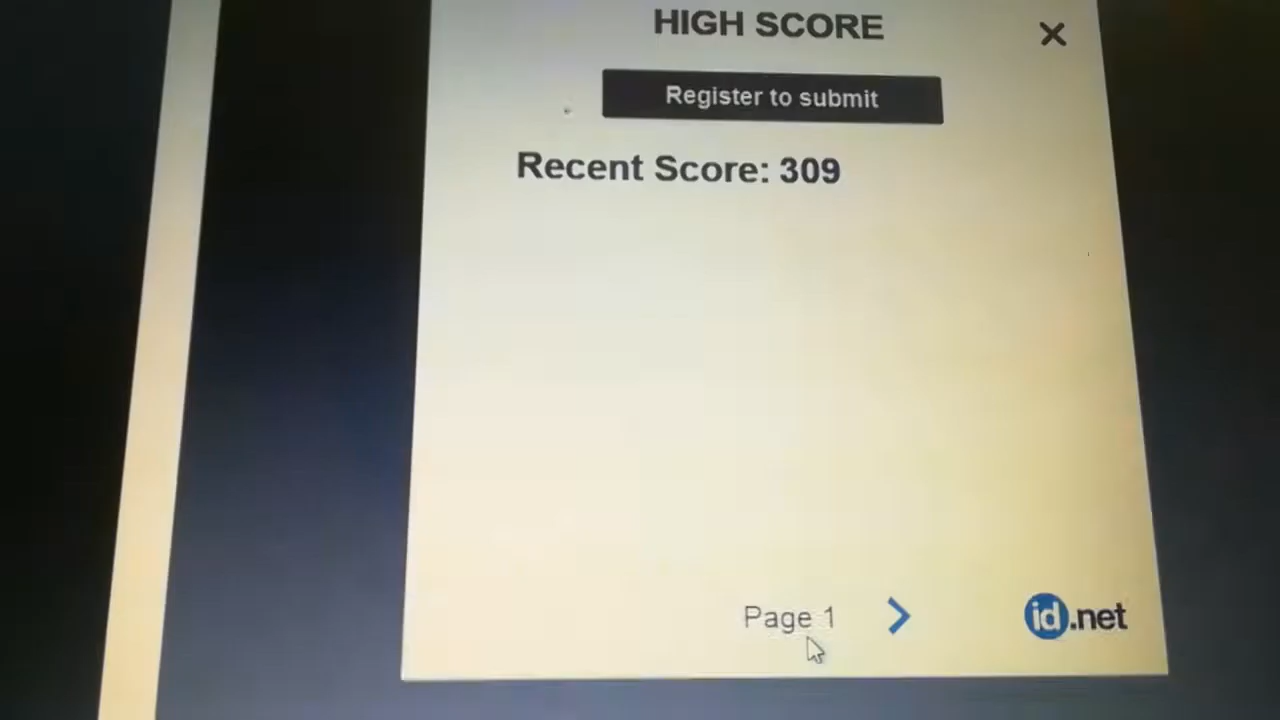 HIGH SCORE
Register to submit
Recent Score: 309
Page 1
id.net